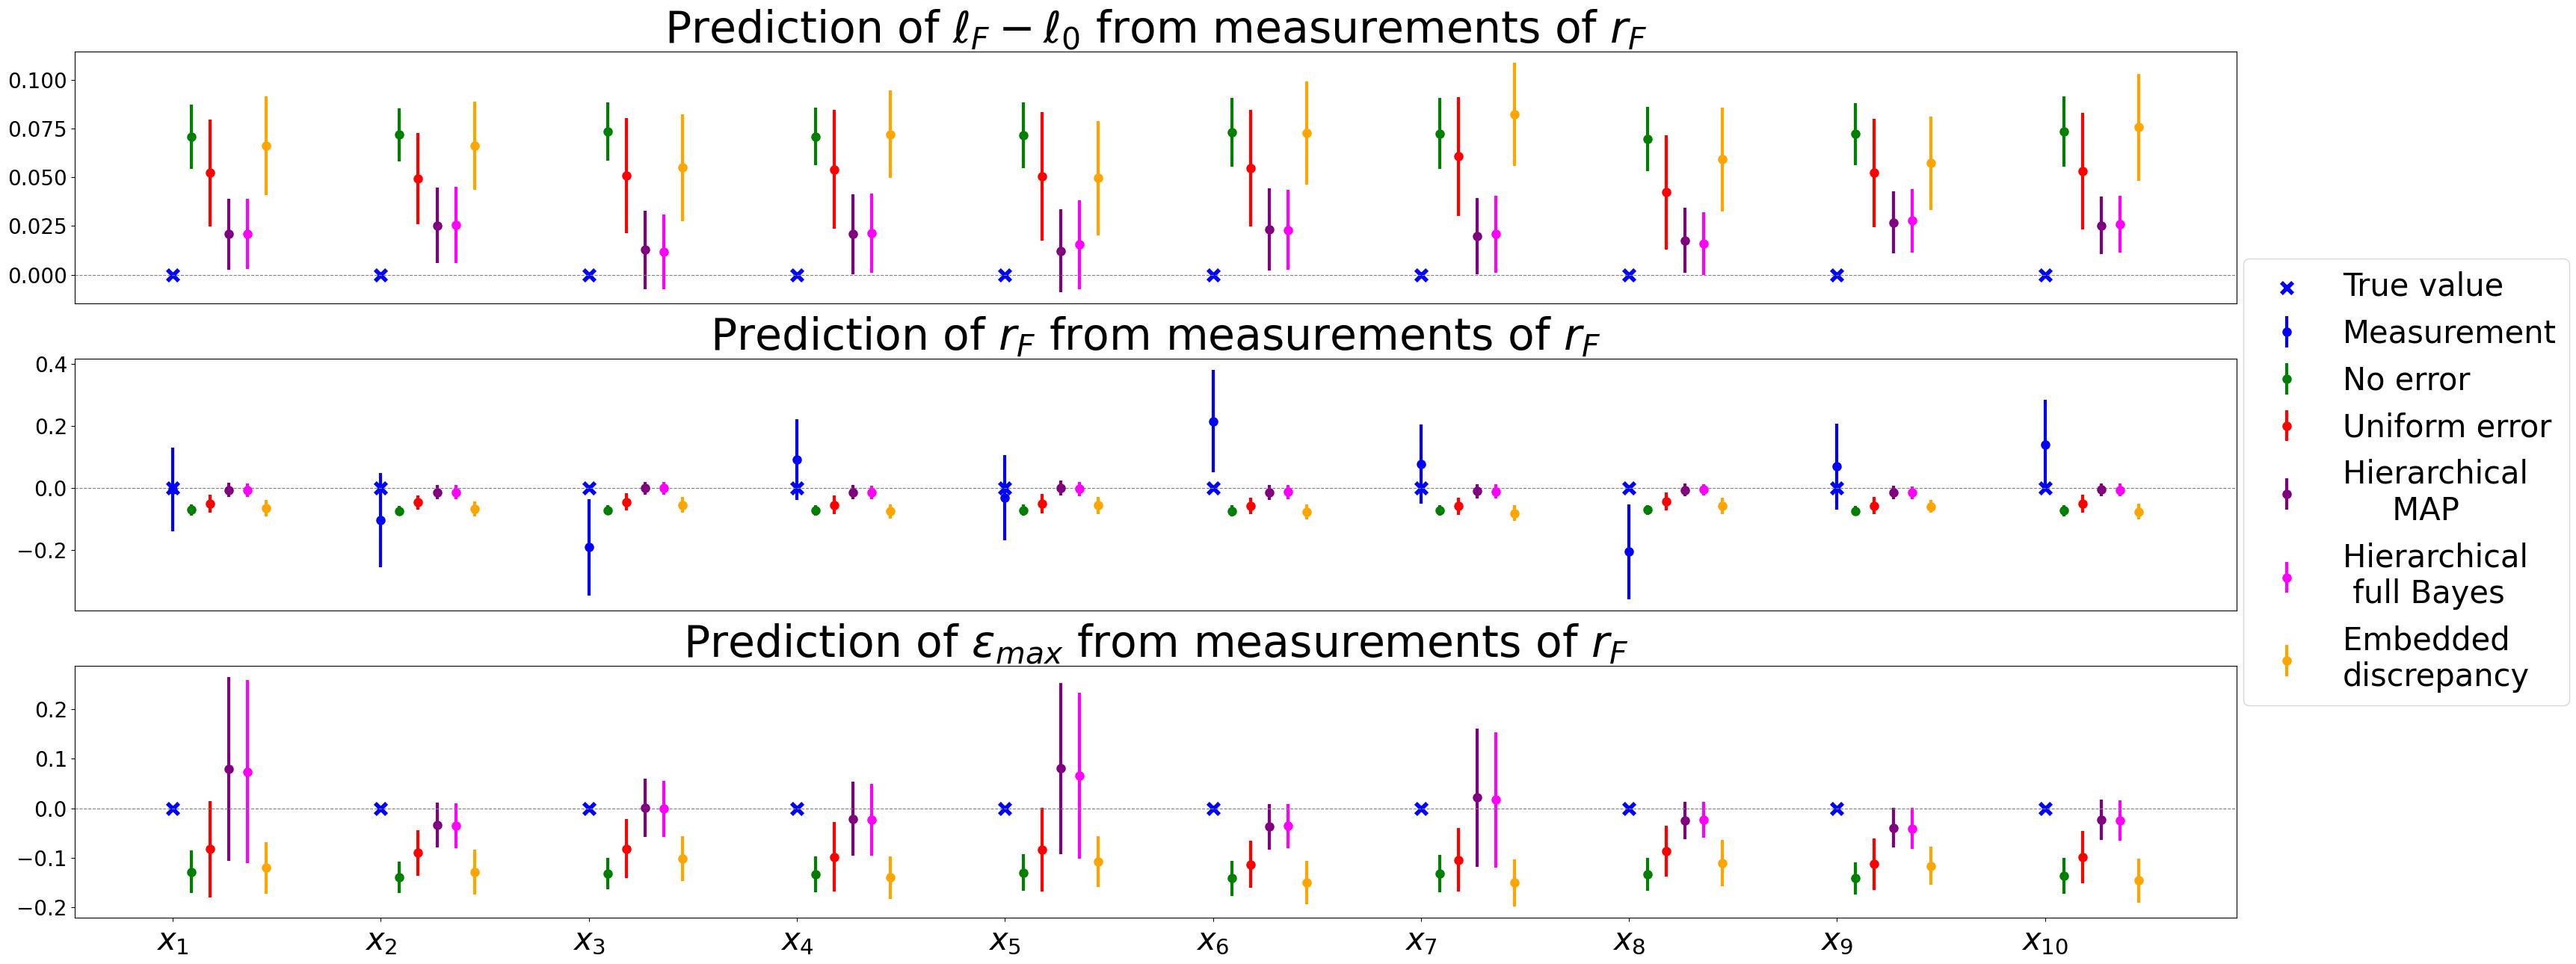 Prediction of ℓ_F − ℓ_0 from measurements of r_F
0.100
0.075
0.050
0.025
0.000
Prediction of r_F from measurements of r_F
0.4
0.2
0.0
−0.2
Prediction of ε_max from measurements of r_F
0.2
0.1
0.0
−0.1
−0.2
x_1 x_2 x_3 x_4 x_5 x_6 x_7 x_8 x_9 x_10
True value
Measurement
No error
Uniform error
Hierarchical
MAP
Hierarchical
full Bayes
Embedded
discrepancy